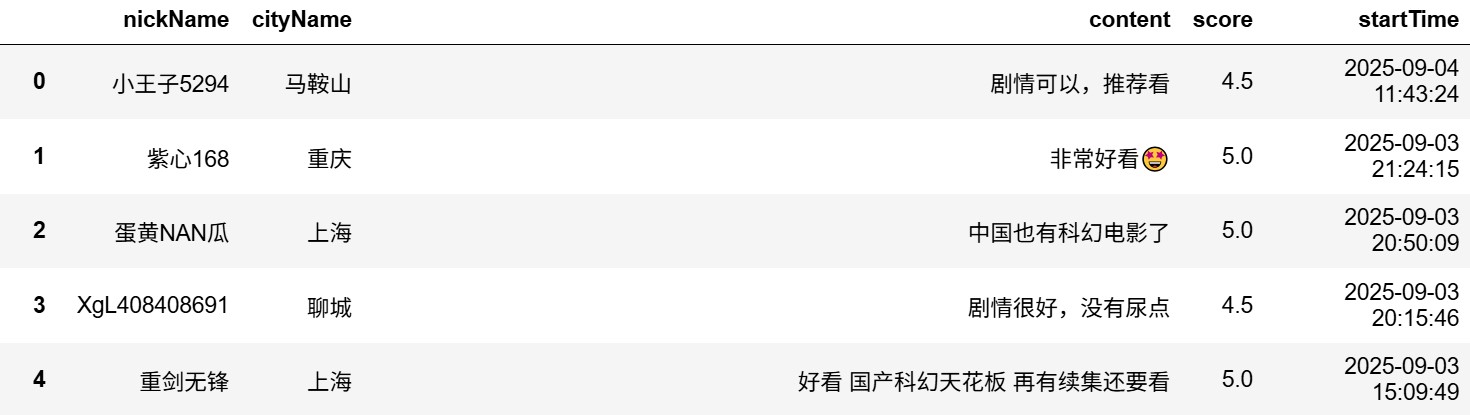 nickName cityName content score startTime
0 小王子5294 马鞍山 剧情可以，推荐看 4.5 2025-09-04
11:43:24
1 紫心168 重庆 非常好看🤩 5.0 2025-09-03
21:24:15
2 蛋黄NAN瓜 上海 中国也有科幻电影了 5.0 2025-09-03
20:50:09
3 XgL408408691 聊城 剧情很好，没有尿点 4.5 2025-09-03
20:15:46
4 重剑无锋 上海 好看 国产科幻天花板 再有续集还要看 5.0 2025-09-03
15:09:49